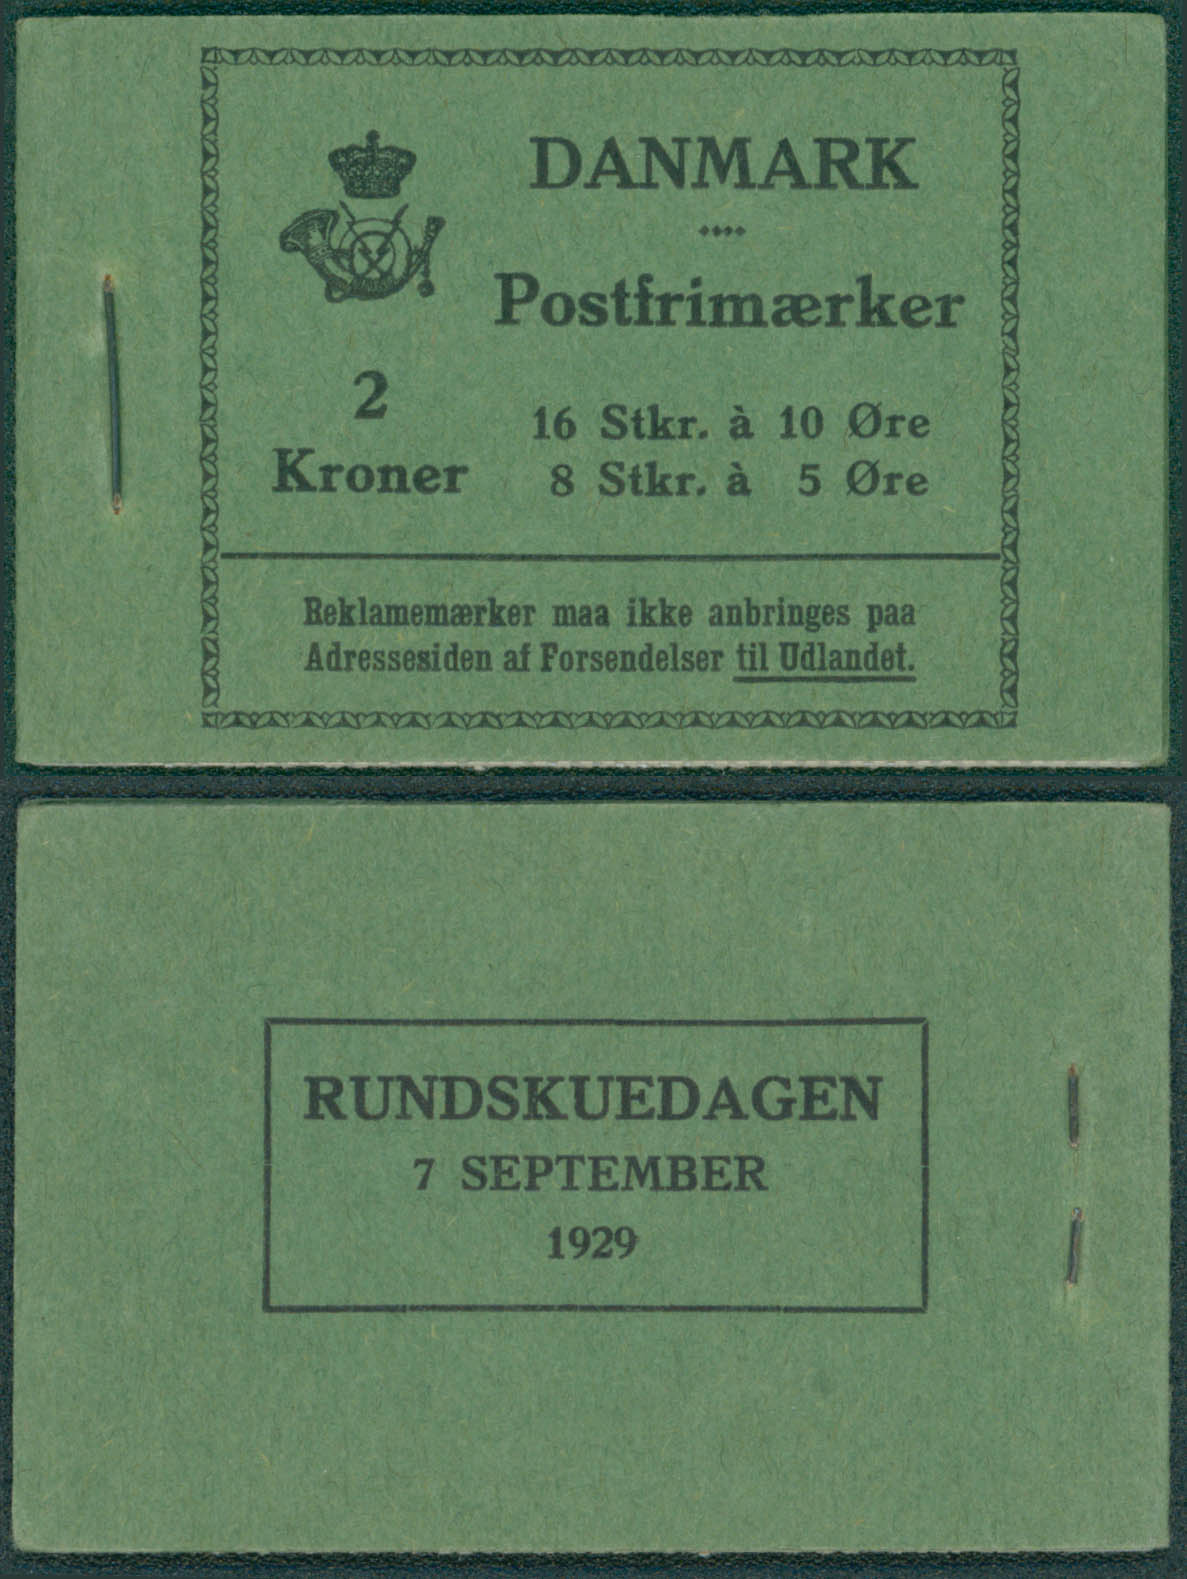 DANMARK
Postfrimærker
2
Kroner
16 Stkr. à 10 Øre
8 Stkr. à 5 Øre
Reklamemærker maa ikke anbringes paa
Adressesiden af Forsendelser til Udlandet.
RUNDSKUEDAGEN
7 SEPTEMBER
1929